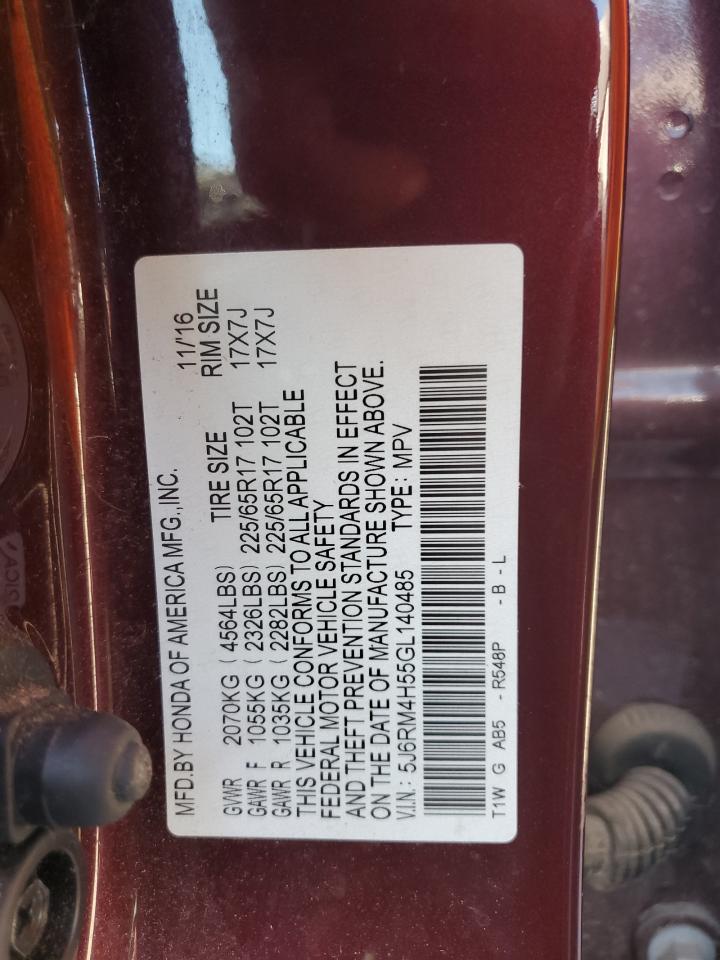 MFD.BY HONDA OF AMERICA MFG.,INC. 11/'16
TIRE SIZE RIM SIZE
GVWR 2070KG (4564LBS)
GAWR F 1055KG (2326LBS) 225/65R17 102T 17X7J
GAWR R 1035KG (2282LBS) 225/65R17 102T 17X7J
THIS VEHICLE CONFORMS TO ALL APPLICABLE
FEDERAL MOTOR VEHICLE SAFETY
AND THEFT PREVENTION STANDARDS IN EFFECT
ON THE DATE OF MANUFACTURE SHOWN ABOVE.
V.I.N.: 5J6RM4H55GL140485 TYPE: MPV
T1W G AB5 -R548P -B-L